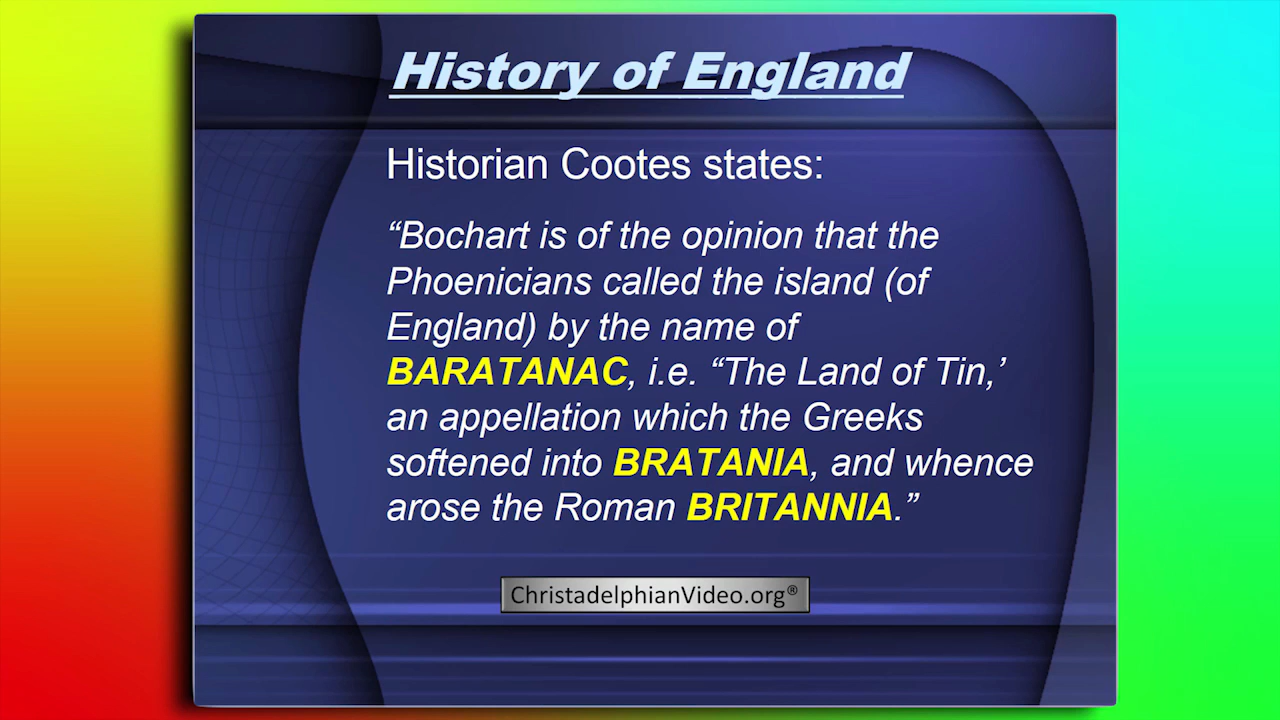 History of England
Historian Cootes states:
“Bochart is of the opinion that the
Phoenicians called the island (of
England) by the name of
BARATANAC, i.e. “The Land of Tin,’
an appellation which the Greeks
softened into BRATANIA, and whence
arose the Roman BRITANNIA.”
ChristadelphianVideo.org®